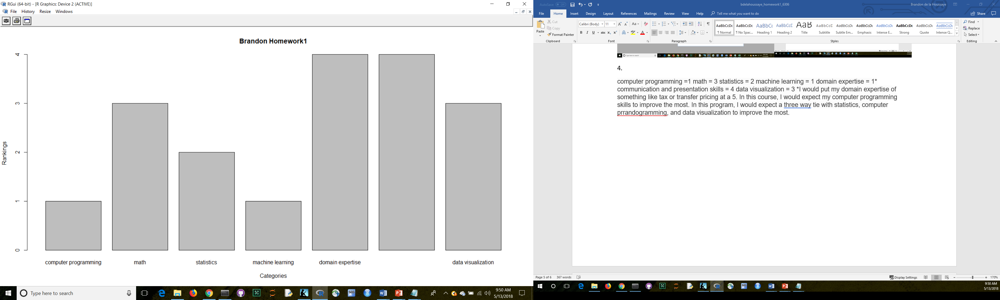 RGui (64-bit) - [R Graphics: Device 2 (ACTIVE)]
File History Resize Windows
Brandon Homework1
4
3
2
1
0
Rankings
computer programming math statistics machine learning domain expertise data visualization
Categories
Type here to search
9:50 AM
5/13/2018
AutoSave Off
bdelahoussaye_homework1_6306
Brandon de la Houssaye
File Home Insert Design Layout References Mailings Review View Help Tell me what you want to do
Share
Paste
Cut
Copy
Format Painter
Clipboard
Calibri (Body) 11
Font
Paragraph
AaBbCcDc AaBbCcDc AaBbCc AaBbCcC AaB AaBbCcD AaBbCcDc AaBbCcDc AaBbCcDc AaBbCcDc AaBbCcDc AaBbCcDc
¶ Normal ¶ No Spac... Heading 1 Heading 2 Title Subtitle Subtle Em... Emphasis Intense E... Strong Quote Intense Q...
Styles
Find
Replace
Select
Editing
4.
computer programming =1 math = 3 statistics = 2 machine learning = 1 domain expertise = 1*
communication and presentation skills = 4 data visualization = 3 *I would put my domain expertise of
something like tax or transfer pricing at a 5. In this course, I would expect my computer programming
skills to improve the most. In this program, I would expect a three way tie with statistics, computer
prrandogramming, and data visualization to improve the most.
Page 5 of 6 367 words
Display Settings
170%
9:50 AM
5/13/2018